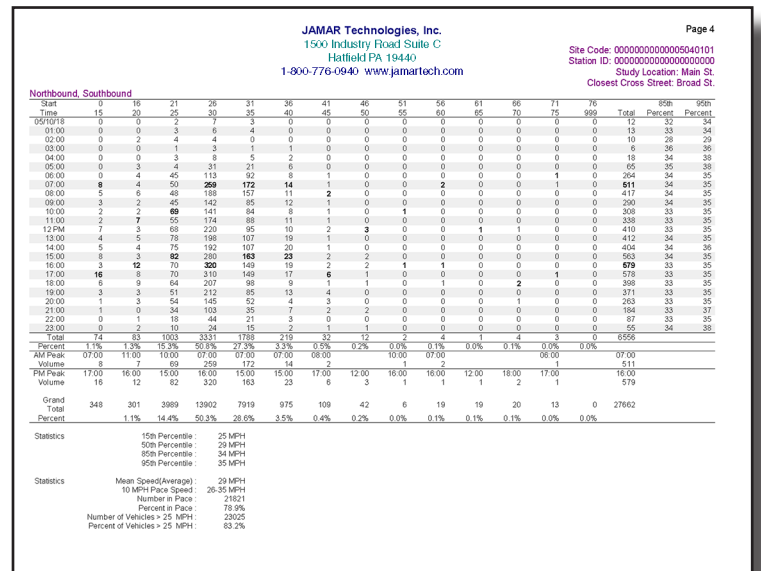 JAMAR Technologies, Inc.
Page 4
1500 Industry Road Suite C
Hatfield PA 19440
1-800-776-0940 www.jamartech.com
Site Code: 00000000000005040101
Station ID: 00000000000000000000
Study Location: Main St.
Closest Cross Street: Broad St.
Northbound, Southbound
Start 0 16 21 26 31 36 41 46 51 56 61 66 71 76 85th 95th
Time 15 20 25 30 35 40 45 50 55 60 65 70 75 999 Total Percent Percent
05/10/18 0 0 2 7 3 0 0 0 0 0 0 0 0 0 12 32 34
01:00 0 0 3 6 4 0 0 0 0 0 0 0 0 0 13 33 34
02:00 0 2 4 4 0 0 0 0 0 0 0 0 0 0 10 28 29
03:00 0 0 1 3 1 1 0 0 0 0 0 0 0 0 6 36 36
04:00 0 0 3 8 5 2 0 0 0 0 0 0 0 0 18 34 38
05:00 0 3 4 31 21 6 0 0 0 0 0 0 0 0 65 35 38
06:00 0 4 45 113 92 8 1 0 0 0 0 0 1 0 264 34 35
07:00 8 4 50 259 172 14 1 0 0 2 0 0 1 0 511 34 35
08:00 5 6 48 188 157 11 2 0 0 0 0 0 0 0 417 34 35
09:00 3 2 45 142 85 12 1 0 0 0 0 0 0 0 290 34 35
10:00 2 2 69 141 84 8 1 0 1 0 0 0 0 0 308 33 35
11:00 2 7 55 174 88 11 1 0 0 0 0 0 0 0 338 33 35
12 PM 7 3 68 220 95 10 2 3 0 0 1 1 0 0 410 33 35
13:00 4 5 78 198 107 19 1 0 0 0 0 0 0 0 412 34 35
14:00 5 4 75 192 107 20 1 0 0 0 0 0 0 0 404 34 36
15:00 8 3 82 280 163 23 2 2 0 0 0 0 0 0 563 34 35
16:00 3 12 70 320 149 19 2 2 1 1 0 0 0 0 579 33 35
17:00 16 8 70 310 149 17 6 1 0 0 0 0 1 0 578 33 35
18:00 6 9 64 207 98 9 1 1 0 1 0 2 0 0 398 33 35
19:00 3 3 51 212 85 13 4 0 0 0 0 0 0 0 371 33 35
20:00 1 3 54 145 52 4 3 0 0 0 0 1 0 0 263 33 35
21:00 1 0 34 103 35 7 2 2 0 0 0 0 0 0 184 33 37
22:00 0 1 18 44 21 3 0 0 0 0 0 0 0 0 87 33 35
23:00 0 2 10 24 15 2 1 1 0 0 0 0 0 0 55 34 38
Total 74 83 1003 3331 1788 219 32 12 2 4 1 4 3 0 6556
Percent 1.1% 1.3% 15.3% 50.8% 27.3% 3.3% 0.5% 0.2% 0.0% 0.1% 0.0% 0.1% 0.0% 0.0%
AM Peak 07:00 11:00 10:00 07:00 07:00 07:00 08:00 10:00 07:00 06:00 07:00
Volume 8 7 69 259 172 14 2 1 2 1 511
PM Peak 17:00 16:00 15:00 16:00 15:00 15:00 17:00 12:00 16:00 16:00 12:00 18:00 17:00 16:00
Volume 16 12 82 320 163 23 6 3 1 1 1 2 1 579
Grand
Total 348 301 3989 13902 7919 975 109 42 6 19 19 20 13 0 27662
Percent 1.1% 14.4% 50.3% 28.6% 3.5% 0.4% 0.2% 0.0% 0.1% 0.1% 0.1% 0.0% 0.0%
Statistics 15th Percentile : 25 MPH
50th Percentile : 29 MPH
85th Percentile : 34 MPH
95th Percentile : 35 MPH
Statistics Mean Speed(Average) : 29 MPH
10 MPH Pace Speed : 26-35 MPH
Number in Pace : 21821
Percent in Pace : 78.9%
Number of Vehicles > 25 MPH : 23025
Percent of Vehicles > 25 MPH : 83.2%